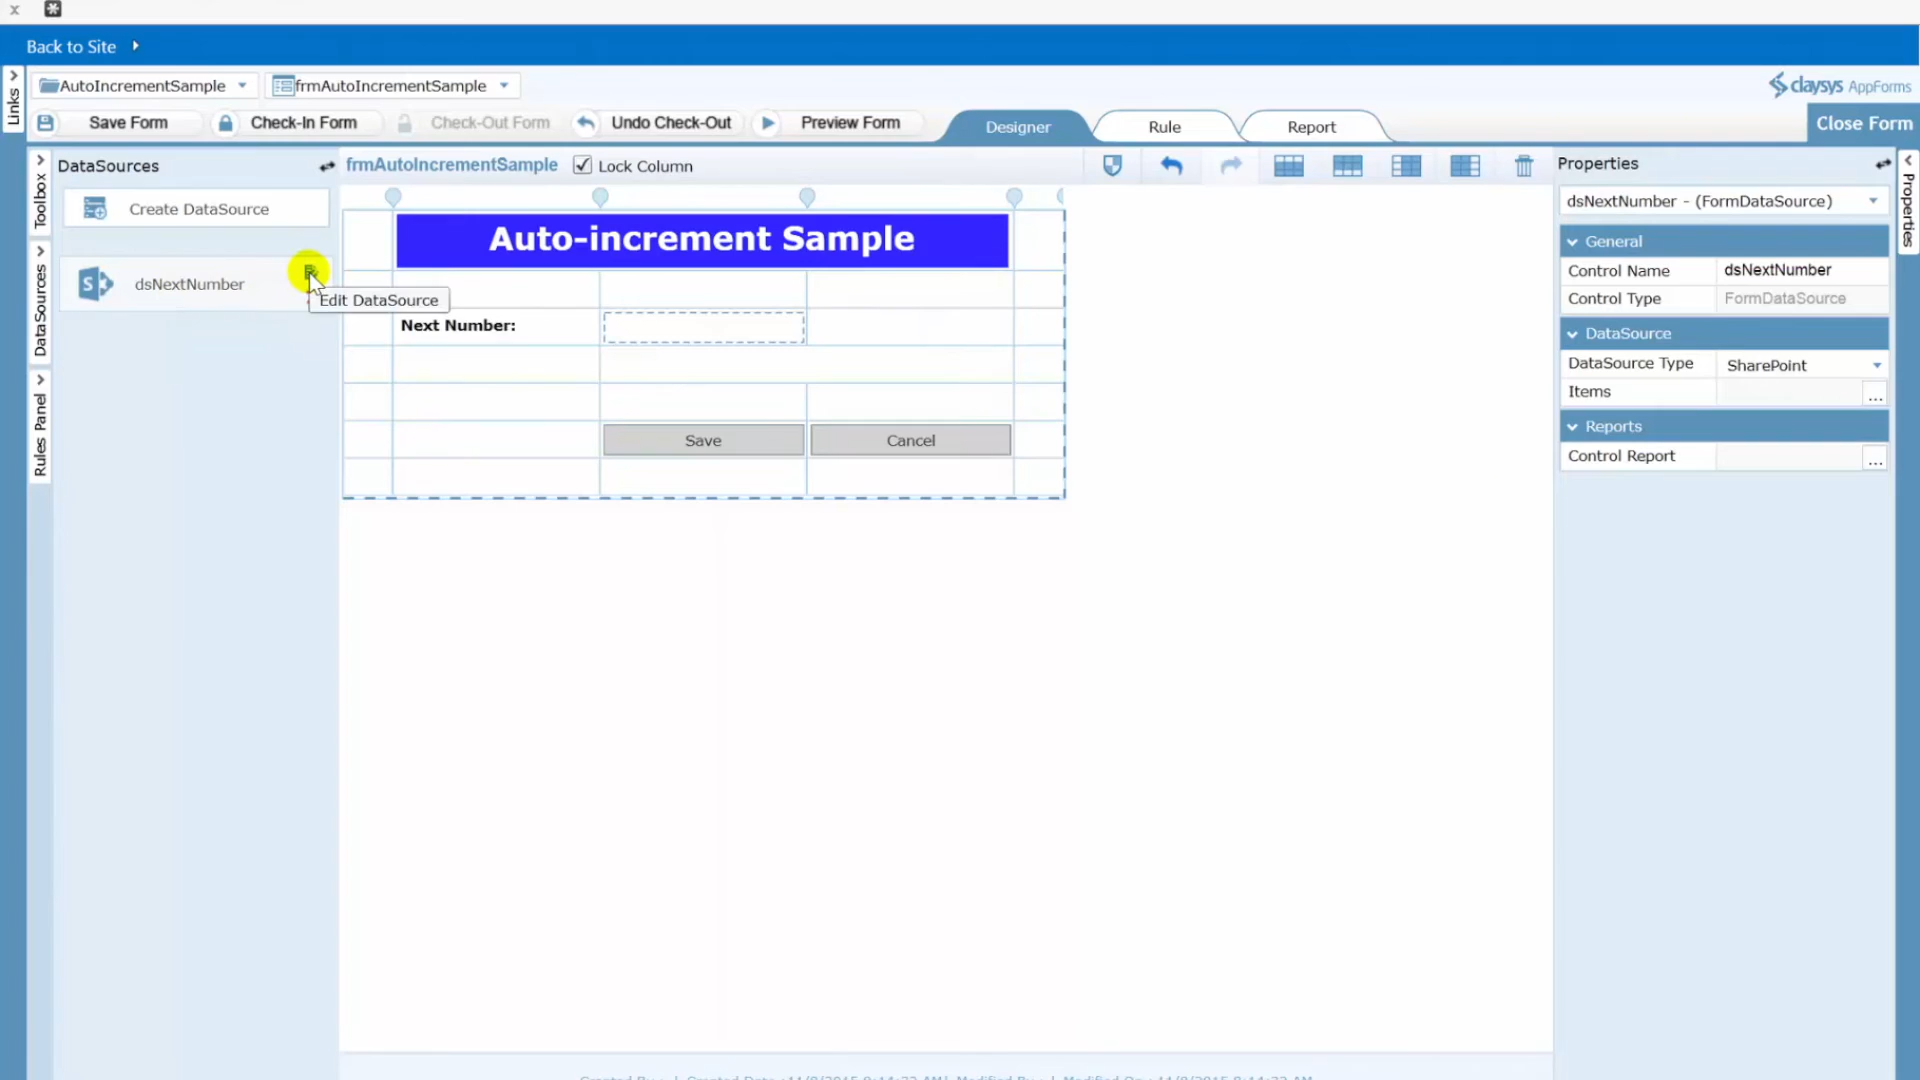 x
Back to Site
Links
AutoIncrementSample
frmAutoIncrementSample
claysys AppForms
Save Form
Check-In Form
Check-Out Form
Undo Check-Out
Preview Form
Designer
Rule
Report
Close Form
DataSources
frmAutoIncrementSample
Lock Column
Properties
Toolbox
DataSources
Rules Panel
Create DataSource
dsNextNumber
Edit DataSource
Auto-increment Sample
Next Number:
Save
Cancel
dsNextNumber - (FormDataSource)
General
Control Name
dsNextNumber
Control Type
FormDataSource
DataSource
DataSource Type
SharePoint
Items
...
Reports
Control Report
...
Properties